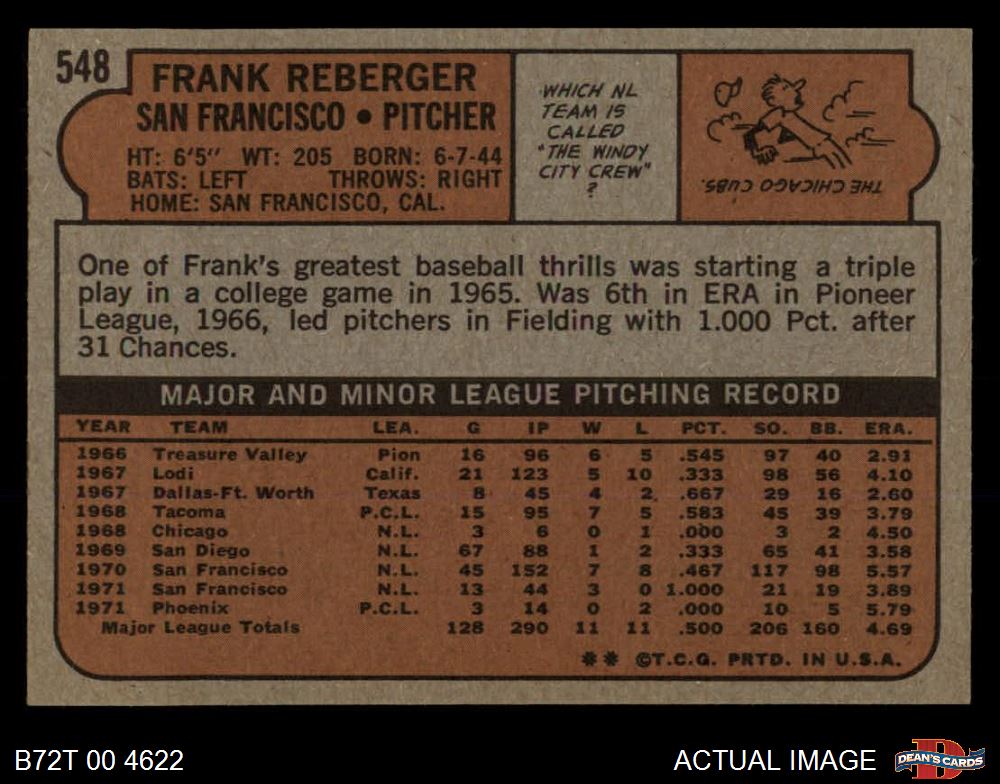 548
FRANK REBERGER
SAN FRANCISCO • PITCHER
HT: 6'5" WT: 205 BORN: 6-7-44
BATS: LEFT THROWS: RIGHT
HOME: SAN FRANCISCO, CAL.
WHICH NL
TEAM IS
CALLED
"THE WINDY
CITY CREW"
?
THE CHICAGO CUBS.
One of Frank's greatest baseball thrills was starting a triple
play in a college game in 1965. Was 6th in ERA in Pioneer
League, 1966, led pitchers in Fielding with 1.000 Pct. after
31 Chances.
MAJOR AND MINOR LEAGUE PITCHING RECORD
YEAR TEAM LEA. G IP W L PCT. SO. BB. ERA.
1966 Treasure Valley Pion 16 96 6 5 .545 97 40 2.91
1967 Lodi Calif. 21 123 5 10 .333 98 56 4.10
1967 Dallas-Ft. Worth Texas 8 45 4 2 .667 29 16 2.60
1968 Tacoma P.C.L. 15 95 7 5 .583 45 39 3.79
1968 Chicago N.L. 3 6 0 1 .000 3 2 4.50
1969 San Diego N.L. 67 88 1 2 .333 65 41 3.58
1970 San Francisco N.L. 45 152 7 8 .467 117 98 5.57
1971 San Francisco N.L. 13 44 3 0 1.000 21 19 3.89
1971 Phoenix P.C.L. 3 14 0 2 .000 10 5 5.79
Major League Totals 128 290 11 11 .500 206 160 4.69
** ©T.C.G. PRTD. IN U.S.A.
B72T 00 4622
ACTUAL IMAGE
D
DEAN'S CARDS